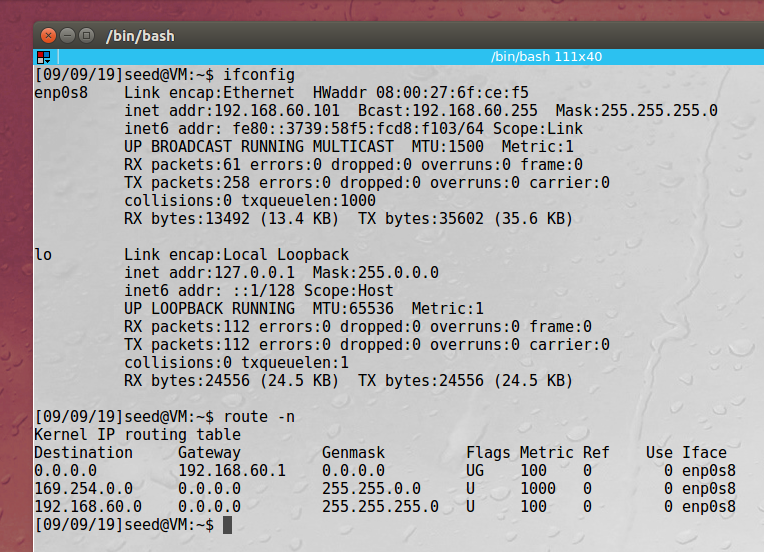 /bin/bash
/bin/bash 111x40
[09/09/19]seed@VM:~$ ifconfig
enp0s8    Link encap:Ethernet  HWaddr 08:00:27:6f:ce:f5
          inet addr:192.168.60.101  Bcast:192.168.60.255  Mask:255.255.255.0
          inet6 addr: fe80::3739:58f5:fcd8:f103/64 Scope:Link
          UP BROADCAST RUNNING MULTICAST  MTU:1500  Metric:1
          RX packets:61 errors:0 dropped:0 overruns:0 frame:0
          TX packets:258 errors:0 dropped:0 overruns:0 carrier:0
          collisions:0 txqueuelen:1000
          RX bytes:13492 (13.4 KB)  TX bytes:35602 (35.6 KB)
lo        Link encap:Local Loopback
          inet addr:127.0.0.1  Mask:255.0.0.0
          inet6 addr: ::1/128 Scope:Host
          UP LOOPBACK RUNNING  MTU:65536  Metric:1
          RX packets:112 errors:0 dropped:0 overruns:0 frame:0
          TX packets:112 errors:0 dropped:0 overruns:0 carrier:0
          collisions:0 txqueuelen:1
          RX bytes:24556 (24.5 KB)  TX bytes:24556 (24.5 KB)
[09/09/19]seed@VM:~$ route -n
Kernel IP routing table
Destination     Gateway         Genmask         Flags Metric Ref    Use Iface
0.0.0.0         192.168.60.1    0.0.0.0         UG    100    0        0 enp0s8
169.254.0.0     0.0.0.0         255.255.0.0     U     1000   0        0 enp0s8
192.168.60.0    0.0.0.0         255.255.255.0   U     100    0        0 enp0s8
[09/09/19]seed@VM:~$